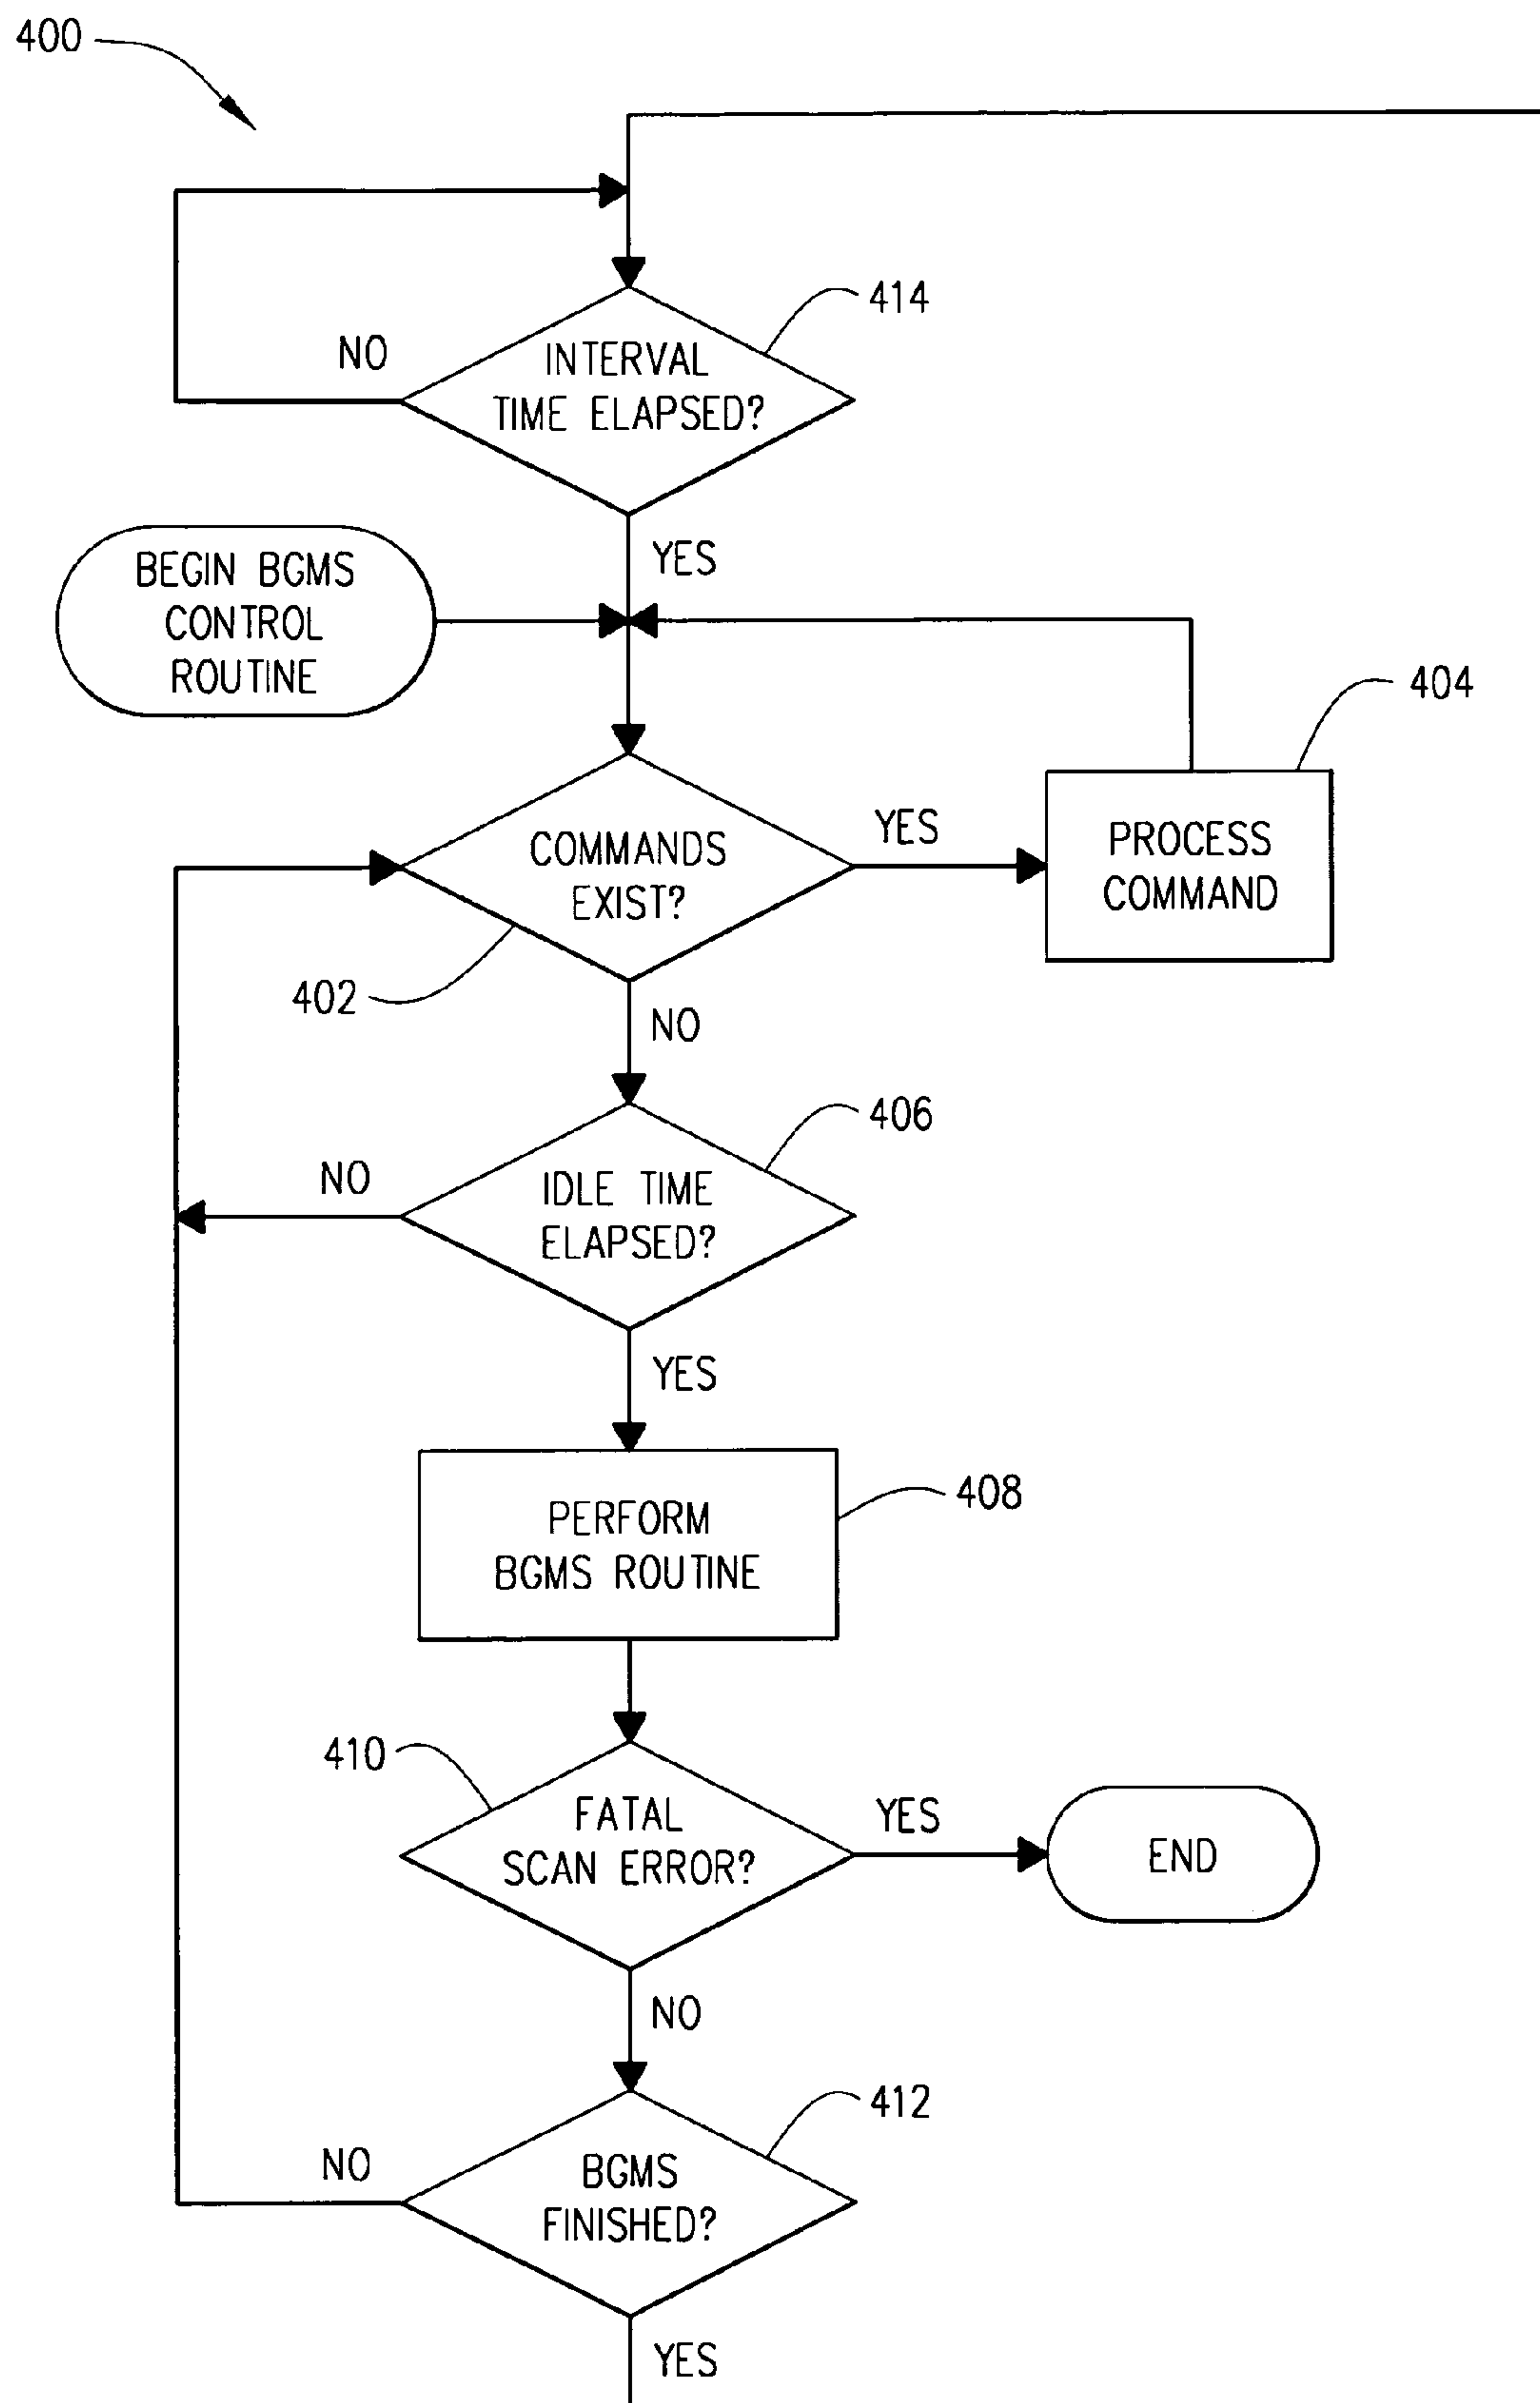 400
414
NO
INTERVAL
TIME ELAPSED?
YES
BEGIN BGMS
CONTROL
ROUTINE
404
YES
PROCESS
COMMAND
COMMANDS
EXIST?
402
NO
406
NO
IDLE TIME
ELAPSED?
YES
408
PERFORM
BGMS ROUTINE
410
FATAL
SCAN ERROR?
YES
END
NO
412
NO
BGMS
FINISHED?
YES